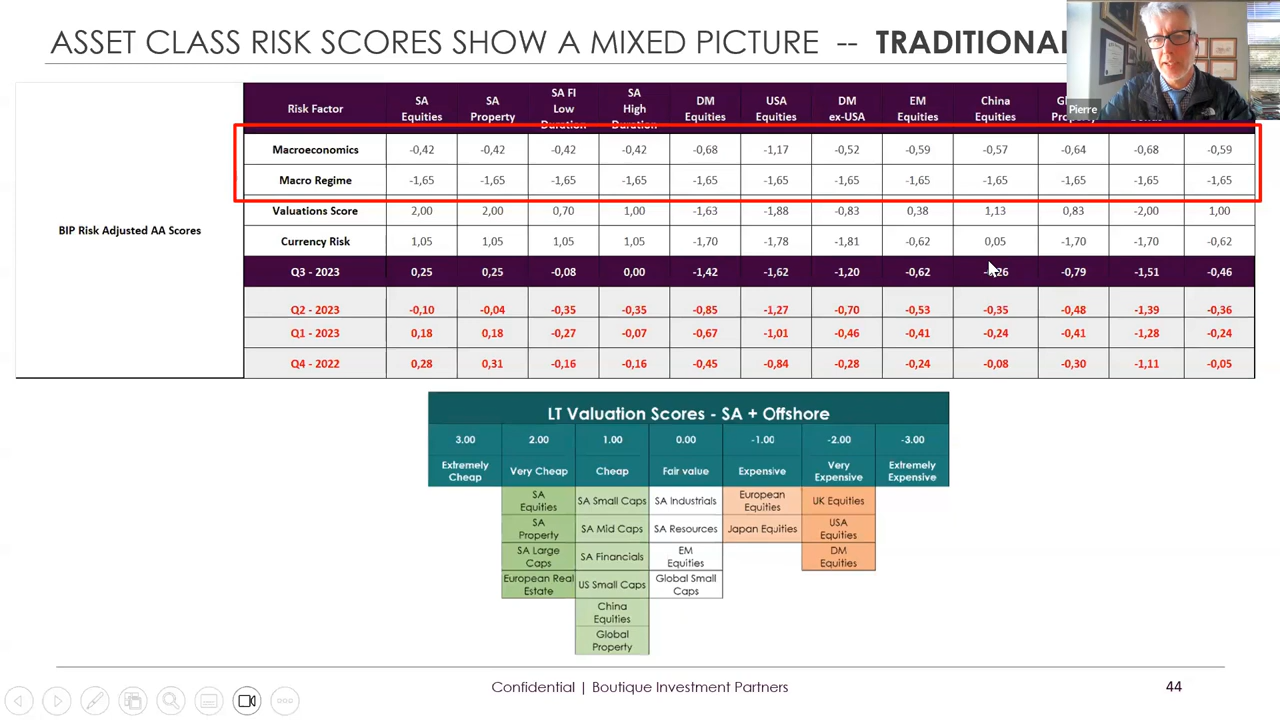 ASSET CLASS RISK SCORES SHOW A MIXED PICTURE -- TRADITIONAL
Pierre
Risk Factor SA Equities SA Property SA FI Low Duration SA High Duration DM Equities USA Equities DM ex-USA EM Equities China Equities
Macroeconomics -0,42 -0,42 -0,42 -0,42 -0,68 -1,17 -0,52 -0,59 -0,57 -0,64 -0,68 -0,59
Macro Regime -1,65 -1,65 -1,65 -1,65 -1,65 -1,65 -1,65 -1,65 -1,65 -1,65 -1,65 -1,65
Valuations Score 2,00 2,00 0,70 1,00 -1,63 -1,88 -0,83 0,38 1,13 0,83 -2,00 1,00
BIP Risk Adjusted AA Scores
Currency Risk 1,05 1,05 1,05 1,05 -1,70 -1,78 -1,81 -0,62 0,05 -1,70 -1,70 -0,62
Q3 - 2023 0,25 0,25 -0,08 0,00 -1,42 -1,62 -1,20 -0,62 -0,26 -0,79 -1,51 -0,46
Q2 - 2023 -0,10 -0,04 -0,35 -0,35 -0,85 -1,27 -0,70 -0,53 -0,35 -0,48 -1,39 -0,36
Q1 - 2023 0,18 0,18 -0,27 -0,07 -0,67 -1,01 -0,46 -0,41 -0,24 -0,41 -1,28 -0,24
Q4 - 2022 0,28 0,31 -0,16 -0,16 -0,45 -0,84 -0,28 -0,24 -0,08 -0,30 -1,11 -0,05
LT Valuation Scores - SA + Offshore
3.00 2.00 1.00 0.00 -1.00 -2.00 -3.00
Extremely Cheap Very Cheap Cheap Fair value Expensive Very Expensive Extremely Expensive
SA Equities SA Small Caps SA Industrials European Equities UK Equities
SA Property SA Mid Caps SA Resources Japan Equities USA Equities
SA Large Caps SA Financials EM Equities DM Equities
European Real Estate US Small Caps Global Small Caps
China Equities
Global Property
Confidential | Boutique Investment Partners
44